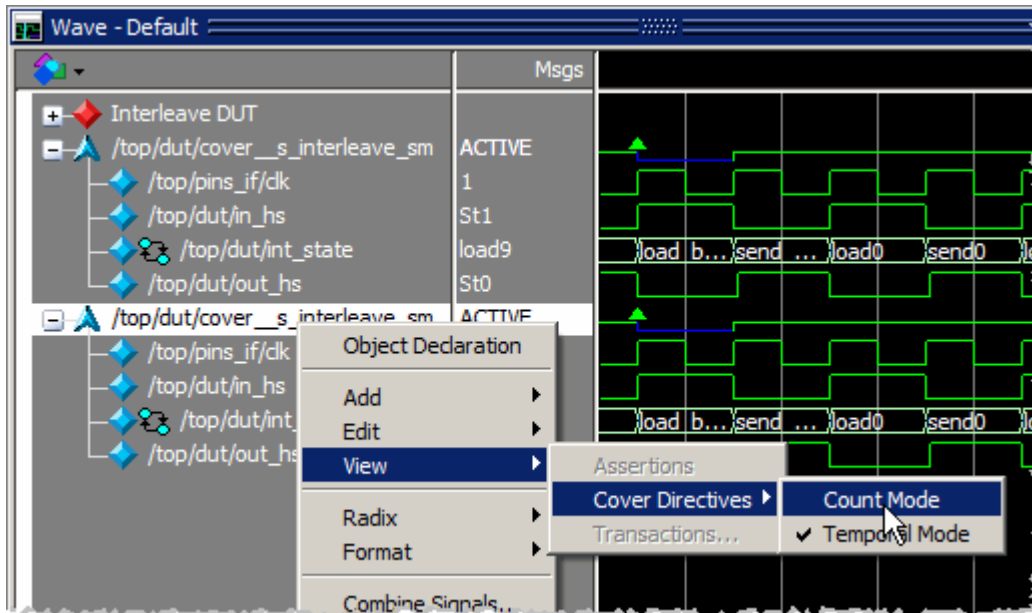 Wave - Default
Msgs
Interleave DUT
/top/dut/cover__s_interleave_sm ACTIVE
/top/pins_if/clk 1
/top/dut/in_hs St1
/top/dut/int_state load9 load b... send ... load0 send0
/top/dut/out_hs St0
/top/dut/cover__s_interleave_sm ACTIVE
/top/pins_if/clk
/top/dut/in_hs
/top/dut/int_ load b... send ... load0 send0
/top/dut/out_hs
Object Declaration
Add
Edit
View
Radix
Format
Combine Signals...
Assertions
Cover Directives
Transactions...
Count Mode
Temporal Mode